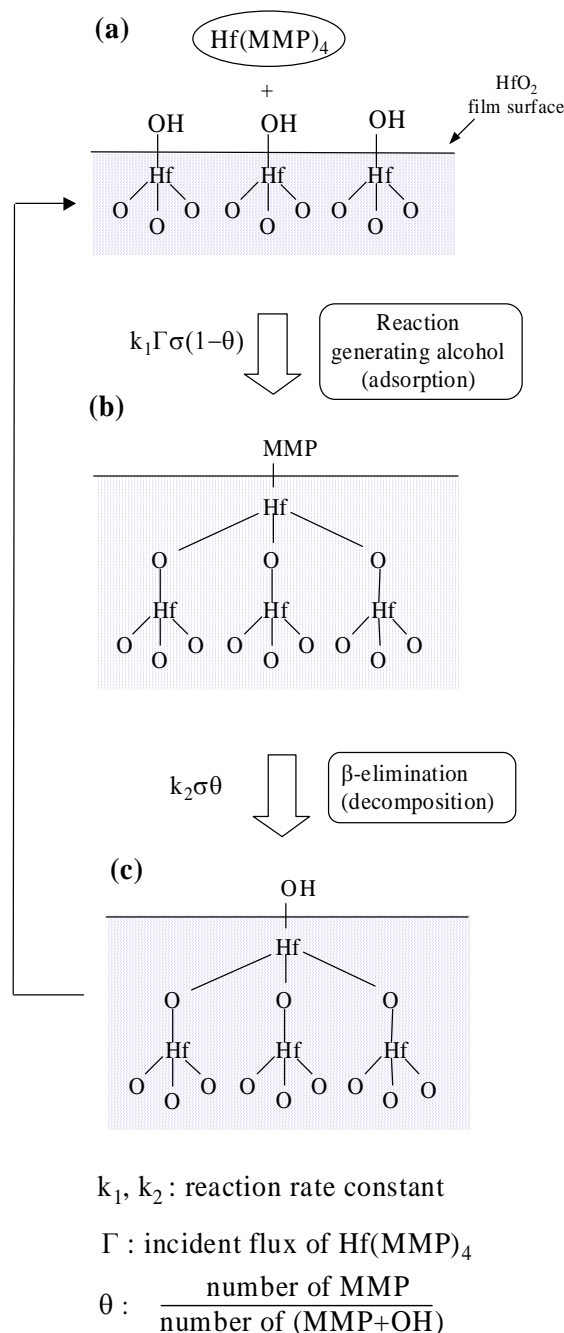 (a)
Hf(MMP)₄
+
HfO₂
film surface
OH OH OH
Hf Hf Hf
O O O O O O O O O
k₁Γσ(1−θ)
Reaction
generating alcohol
(adsorption)
(b)
MMP
Hf
O O O
Hf Hf Hf
O O O O O O O O O
k₂σθ
β-elimination
(decomposition)
(c)
OH
Hf
O O O
Hf Hf Hf
O O O O O O O O O
k₁, k₂ : reaction rate constant
Γ : incident flux of Hf(MMP)₄
θ : number of MMP
number of (MMP+OH)